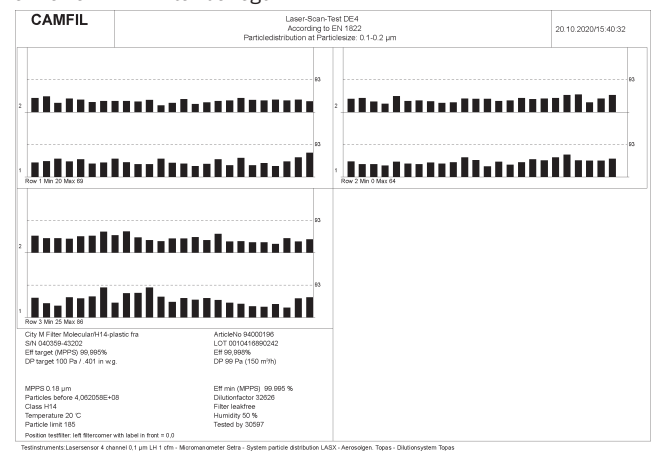 CAMFIL
Laser-Scan-Test DE4
According to EN 1822
Particledistribution at Particlesize: 0,1-0.2 µm
20.10.2020/15:40:32
93
2
93
1
Row 1 Min 20 Max 69
93
2
93
1
Row 2 Min 0 Max 64
93
2
93
1
Row 3 Min 25 Max 86
City M Filter Molecular/H14-plastic fra
S/N 040359-43202
Eff target (MPPS) 99,995%
DP target 100 Pa / .401 in w.g.
ArticleNo 94000196
LOT 0010416890242
Eff 99,998%
DP 99 Pa (150 m³/h)
MPPS 0.18 µm
Particles before 4,062058E+08
Class H14
Temperature 20 °C
Particle limit 185
Eff min (MPPS) 99.995 %
Dilutionfactor 32626
Filter leakfree
Humidity 50 %
Tested by 30597
Position testfilter: left filtercorner with label in front = 0,0
Testinstruments:Lasersensor 4 channel 0,1 µm LH 1 cfm - Micromanometer Setra - System particle distribution LASX - Aerosolgen. Topas - Dilutionsystem Topas